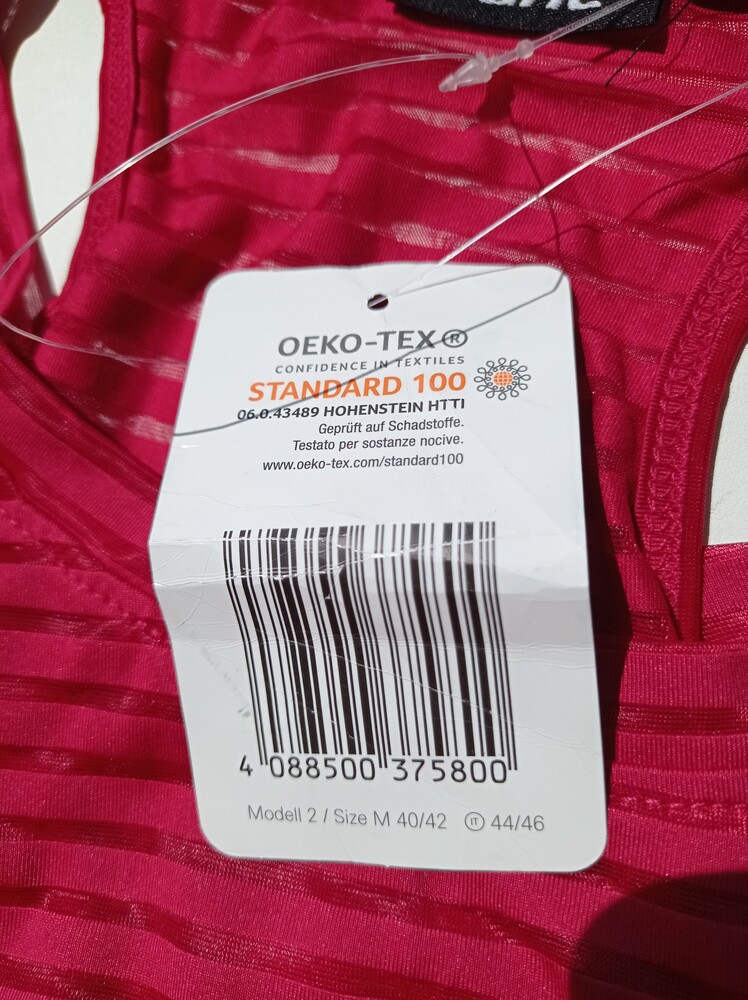 OEKO-TEX®
CONFIDENCE IN TEXTILES
STANDARD 100
06.0.43489 HOHENSTEIN HTTI
Geprüft auf Schadstoffe.
Testato per sostanze nocive.
www.oeko-tex.com/standard100
4 088500 375800
Modell 2 / Size M 40/42 IT 44/46